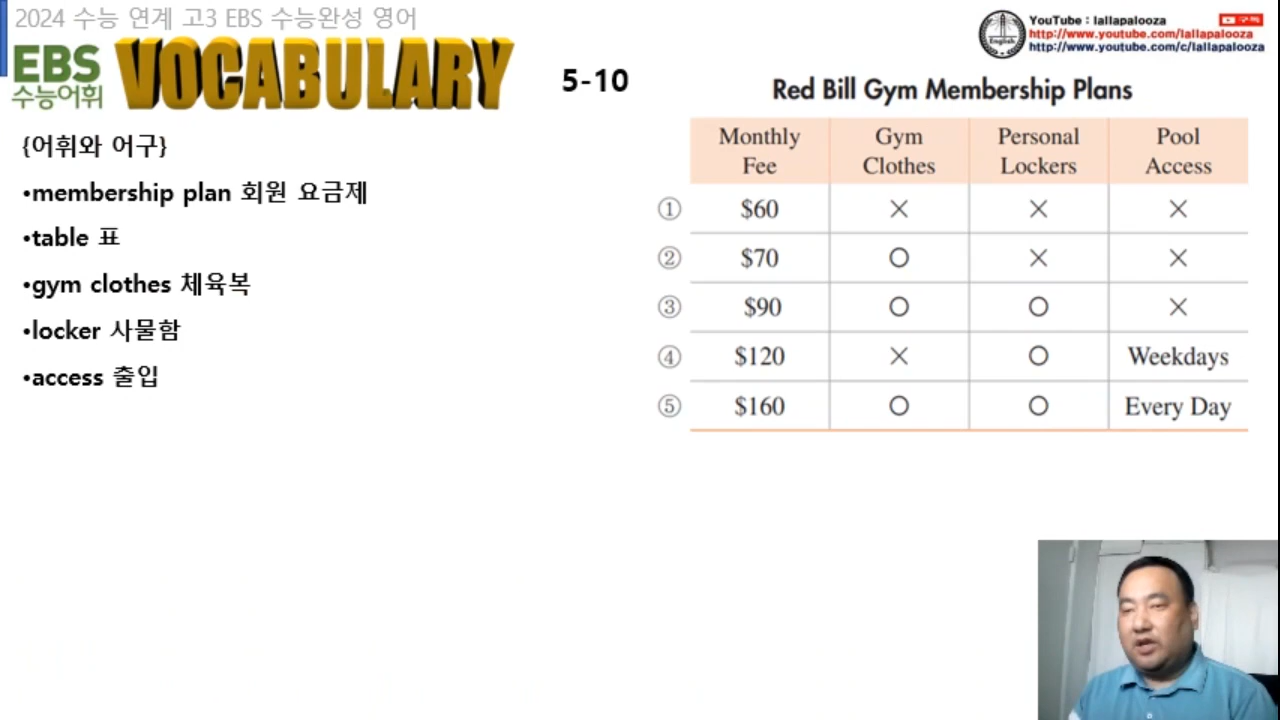 2024 수능 연계 고3 EBS 수능완성 영어
EBS
수능어휘
VOCABULARY
5-10
YouTube : lallapalooza
구독
http://www.youtube.com/lallapalooza
http://www.youtube.com/c/lallapalooza
English
{어휘와 어구}
•membership plan 회원 요금제
•table 표
•gym clothes 체육복
•locker 사물함
•access 출입
Red Bill Gym Membership Plans
Monthly Fee Gym Clothes Personal Lockers Pool Access
① $60 × × ×
② $70 ○ × ×
③ $90 ○ ○ ×
④ $120 × ○ Weekdays
⑤ $160 ○ ○ Every Day